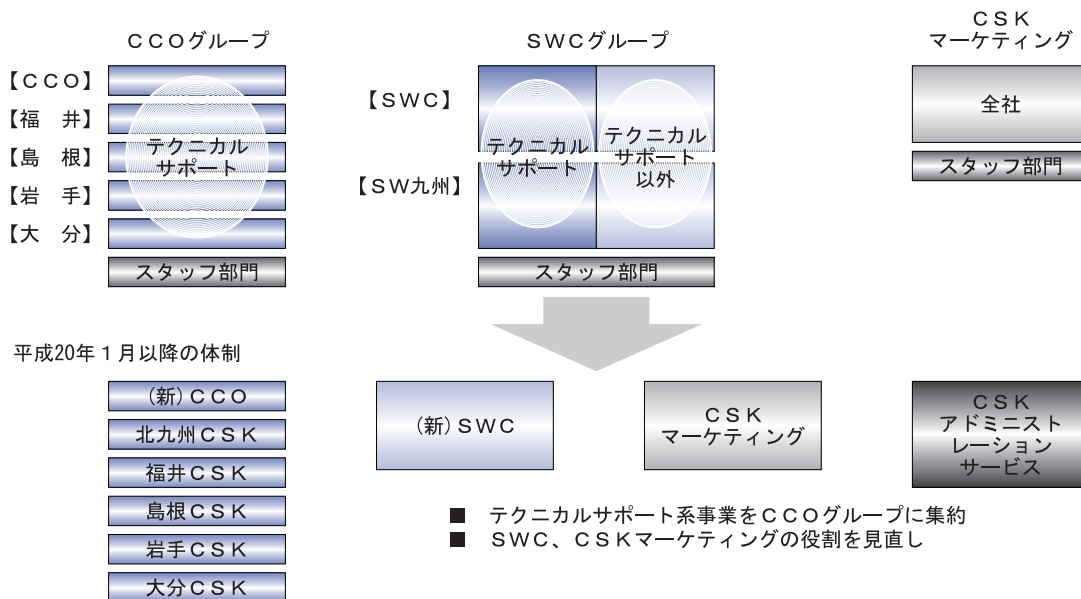 CCOグループ
【CCO】
【福 井】
【島 根】
【岩 手】
【大 分】
テクニカル
サポート
スタッフ部門
SWCグループ
【SWC】
【SW九州】
テクニカル
サポート
テクニカル
サポート
以外
スタッフ部門
CSK
マーケティング
全社
スタッフ部門
平成20年1月以降の体制
(新)CCO
北九州CSK
福井CSK
島根CSK
岩手CSK
大分CSK
(新)SWC
CSK
マーケティング
CSK
アドミニスト
レーション
サービス
■ テクニカルサポート系事業をCCOグループに集約
■ SWC、CSKマーケティングの役割を見直し